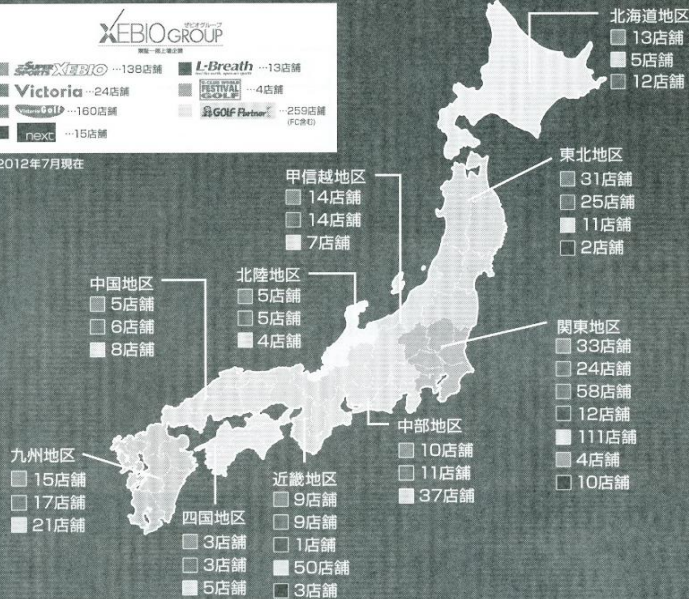 ゼビオグループ
XEBIO GROUP
東証一部上場企業
SUPER SPORTS XEBIO …138店舗
Victoria …24店舗
Victoria Golf …160店舗
next …15店舗
L-Breath …13店舗
FESTIVAL GOLF …4店舗
GOLF Partner …259店舗
(FC含む)
2012年7月現在
北海道地区
13店舗
5店舗
12店舗
東北地区
31店舗
25店舗
11店舗
2店舗
甲信越地区
14店舗
14店舗
7店舗
北陸地区
5店舗
5店舗
4店舗
中国地区
5店舗
6店舗
8店舗
関東地区
33店舗
24店舗
58店舗
12店舗
111店舗
4店舗
10店舗
中部地区
10店舗
11店舗
37店舗
九州地区
15店舗
17店舗
21店舗
四国地区
3店舗
3店舗
5店舗
近畿地区
9店舗
9店舗
1店舗
50店舗
3店舗